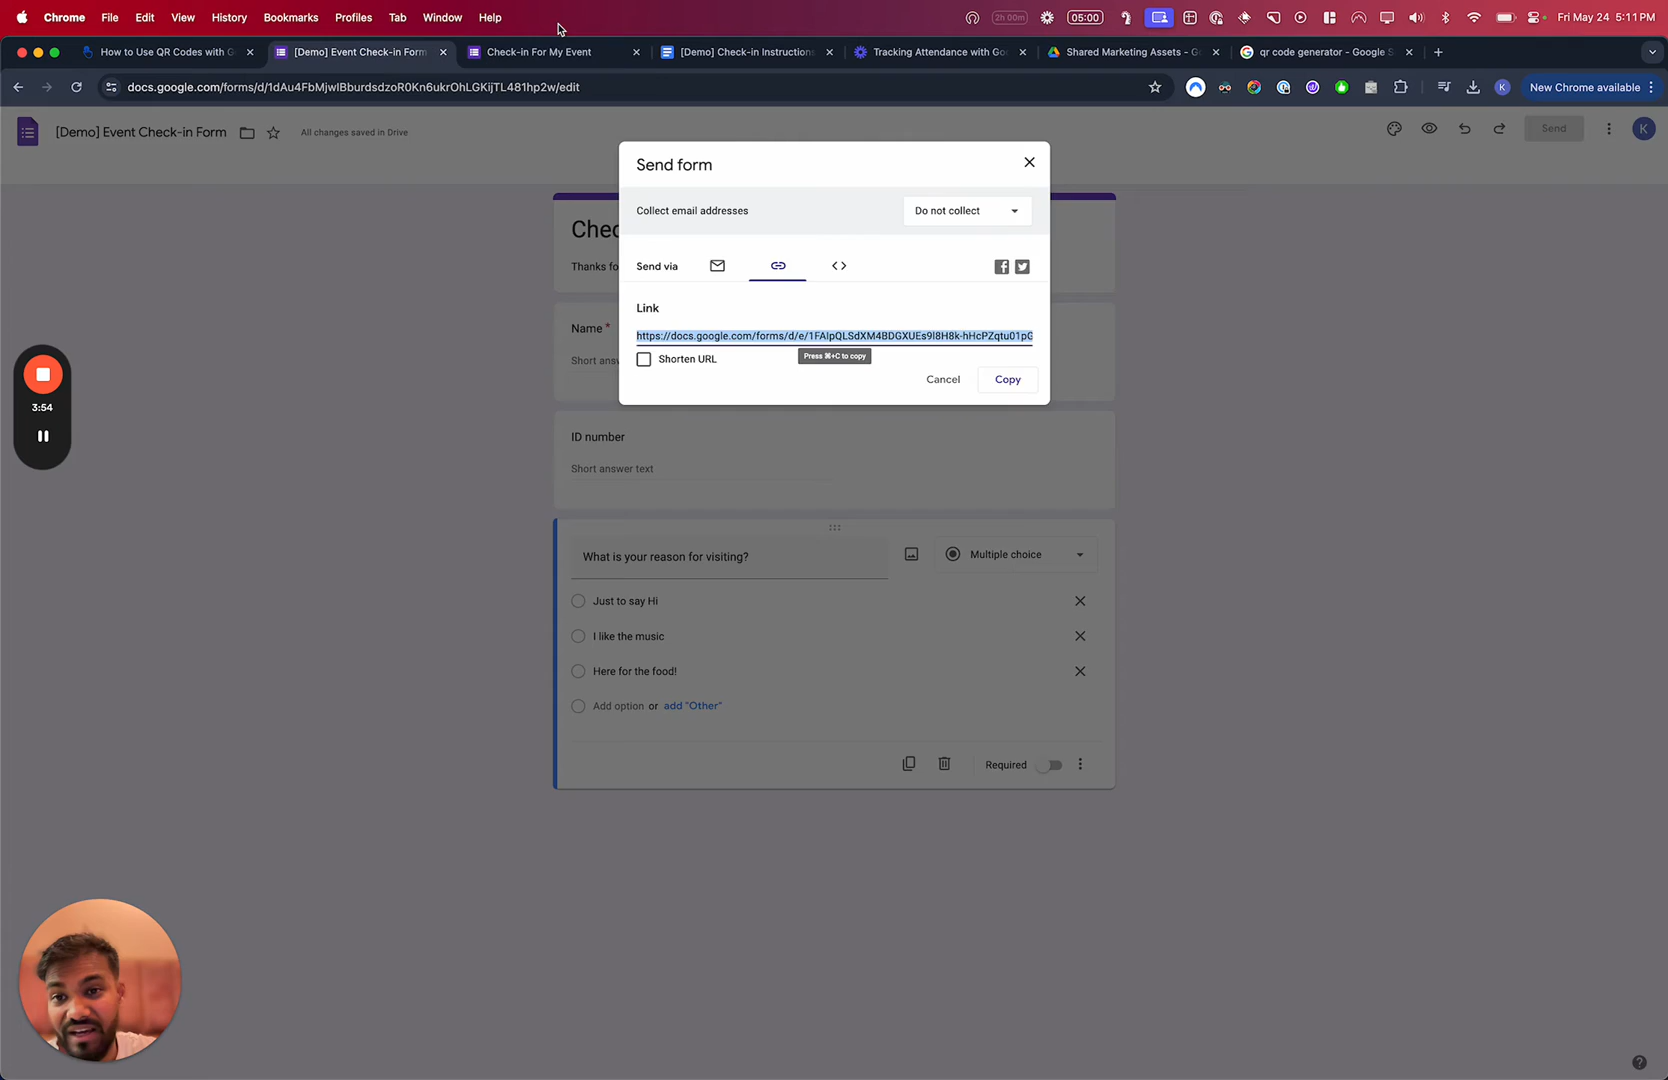 Chrome File Edit View History Bookmarks Profiles Tab Window Help 2h 00m 05:00 Fri May 24 5:11 PM
How to Use QR Codes with G [Demo] Event Check-in Form Check-in For My Event [Demo] Check-in Instructions Tracking Attendance with Goo Shared Marketing Assets - G qr code generator - Google S
docs.google.com/forms/d/1dAu4FbMjwIBburdsdzoR0Kn6ukrOhLGKijTL481hp2w/edit K New Chrome available
[Demo] Event Check-in Form All changes saved in Drive Send K
Send form
Collect email addresses Do not collect
Chec
Thanks fo
Send via
Link
https://docs.google.com/forms/d/e/1FAIpQLSdXM4BDGXUEs9l8H8k-hHcPZqtu01pG
Press ⌘+C to copy
Shorten URL
Cancel Copy
Name *
Short answ
3:54
ID number
Short answer text
What is your reason for visiting? Multiple choice
Just to say Hi
I like the music
Here for the food!
Add option or add "Other"
Required